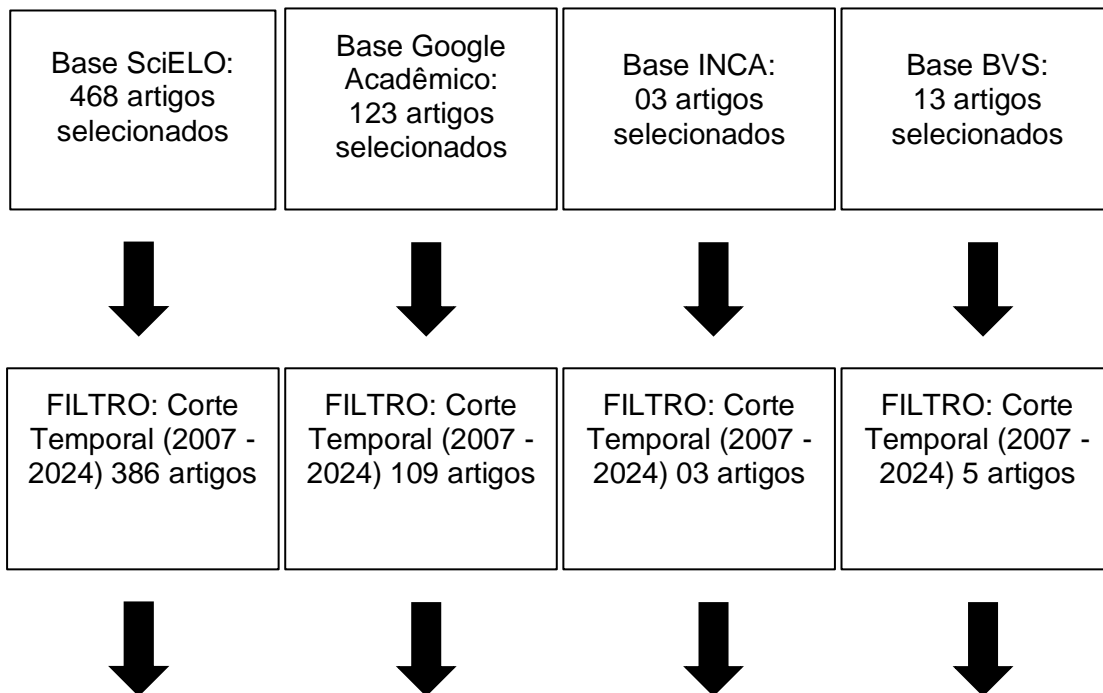 Base SciELO:
468 artigos
selecionados
Base Google
Acadêmico:
123 artigos
selecionados
Base INCA:
03 artigos
selecionados
Base BVS:
13 artigos
selecionados
FILTRO: Corte
Temporal (2007 -
2024) 386 artigos
FILTRO: Corte
Temporal (2007 -
2024) 109 artigos
FILTRO: Corte
Temporal (2007 -
2024) 03 artigos
FILTRO: Corte
Temporal (2007 -
2024) 5 artigos